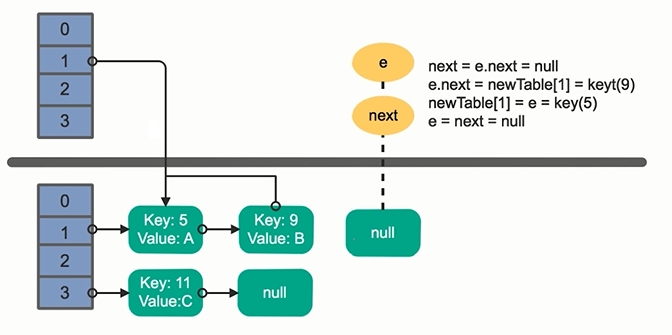 0
1
2
3
e
next
next = e.next = null
e.next = newTable[1] = keyt(9)
newTable[1] = e = key(5)
e = next = null
0
1
2
3
Key: 5
Value: A
Key: 9
Value: B
null
Key: 11
Value:C
null